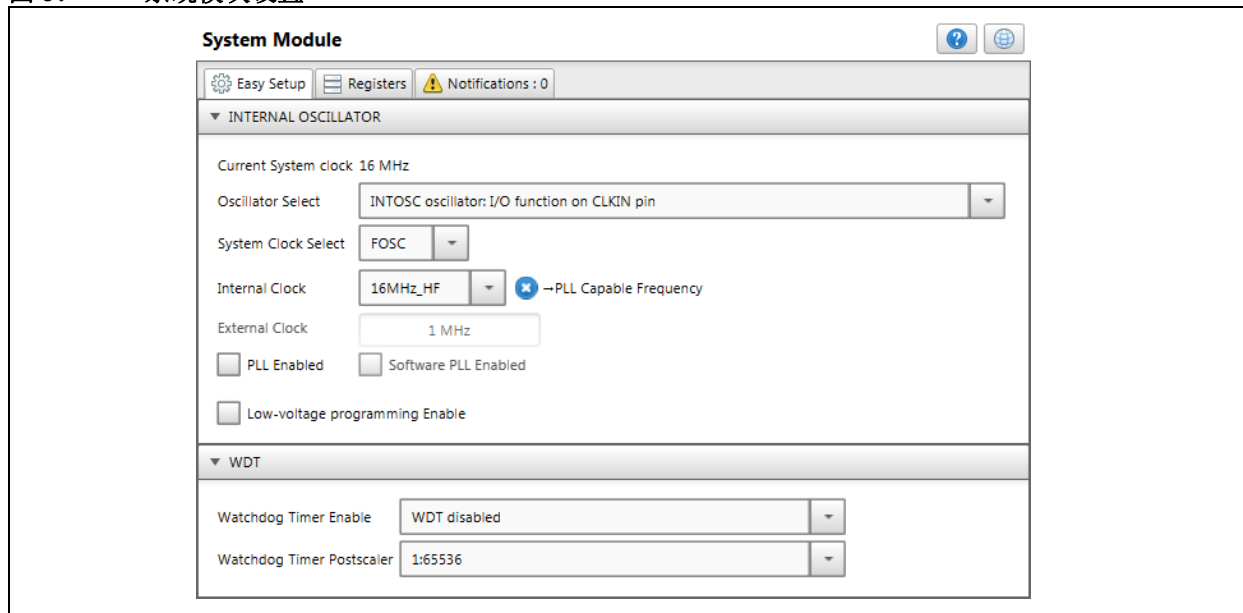 System Module
Easy Setup Registers Notifications : 0
INTERNAL OSCILLATOR
Current System clock 16 MHz
Oscillator Select INTOSC oscillator: I/O function on CLKIN pin
System Clock Select FOSC
Internal Clock 16MHz_HF →PLL Capable Frequency
External Clock 1 MHz
PLL Enabled Software PLL Enabled
Low-voltage programming Enable
WDT
Watchdog Timer Enable WDT disabled
Watchdog Timer Postscaler 1:65536